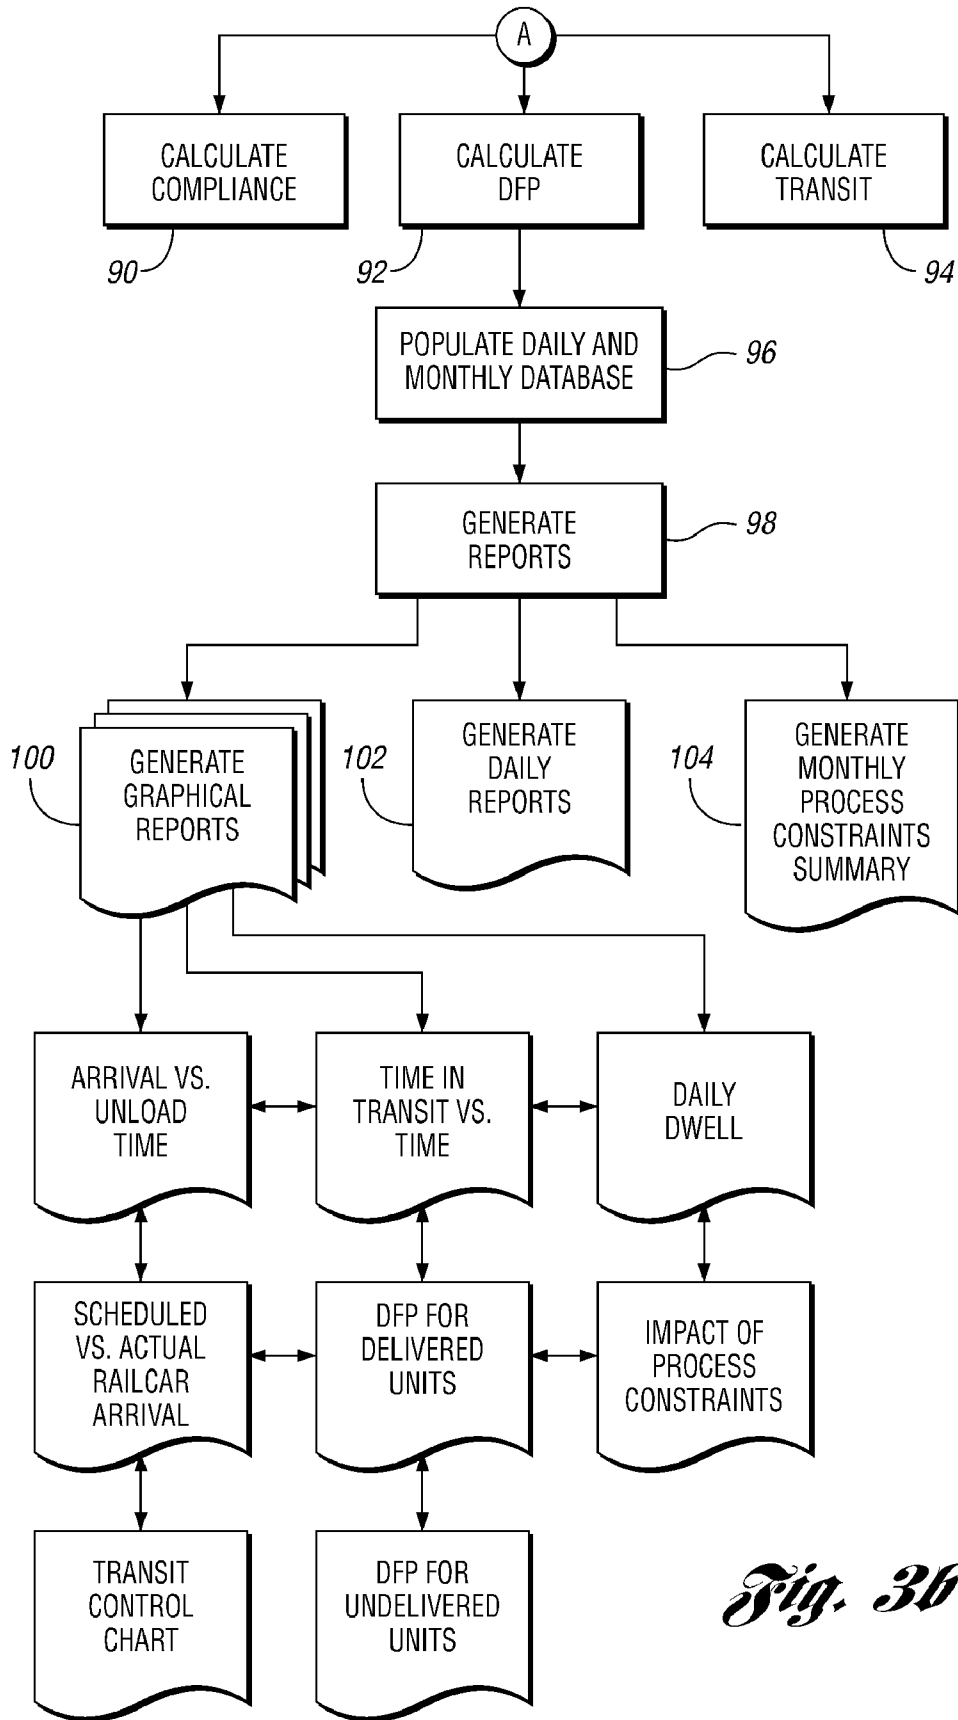 A
CALCULATE
COMPLIANCE
90
CALCULATE
DFP
92
CALCULATE
TRANSIT
94
POPULATE DAILY AND
MONTHLY DATABASE
96
GENERATE
REPORTS
98
100
GENERATE
GRAPHICAL
REPORTS
102
GENERATE
DAILY
REPORTS
104
GENERATE
MONTHLY
PROCESS
CONSTRAINTS
SUMMARY
ARRIVAL VS.
UNLOAD
TIME
TIME IN
TRANSIT VS.
TIME
DAILY
DWELL
SCHEDULED
VS. ACTUAL
RAILCAR
ARRIVAL
DFP FOR
DELIVERED
UNITS
IMPACT OF
PROCESS
CONSTRAINTS
TRANSIT
CONTROL
CHART
DFP FOR
UNDELIVERED
UNITS
Fig. 3b